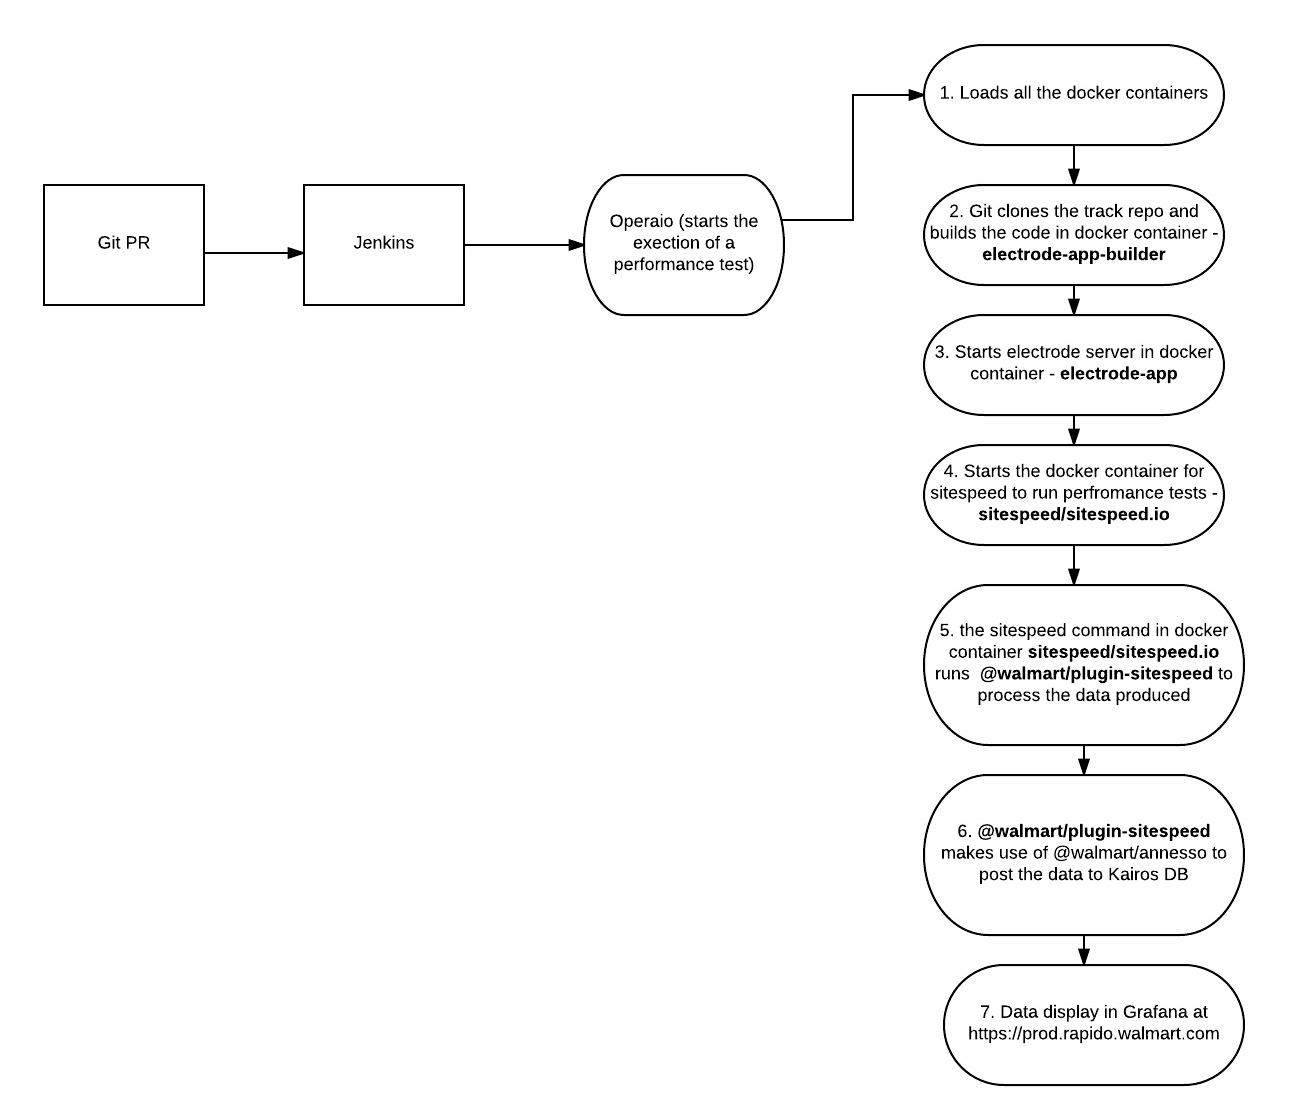 Git PR
Jenkins
Operaio (starts the
exection of a
performance test)
1. Loads all the docker containers
2. Git clones the track repo and
builds the code in docker container -
electrode-app-builder
3. Starts electrode server in docker
container - electrode-app
4. Starts the docker container for
sitespeed to run perfromance tests -
sitespeed/sitespeed.io
5. the sitespeed command in docker
container sitespeed/sitespeed.io
runs @walmart/plugin-sitespeed to
process the data produced
6. @walmart/plugin-sitespeed
makes use of @walmart/annesso to
post the data to Kairos DB
7. Data display in Grafana at
https://prod.rapido.walmart.com